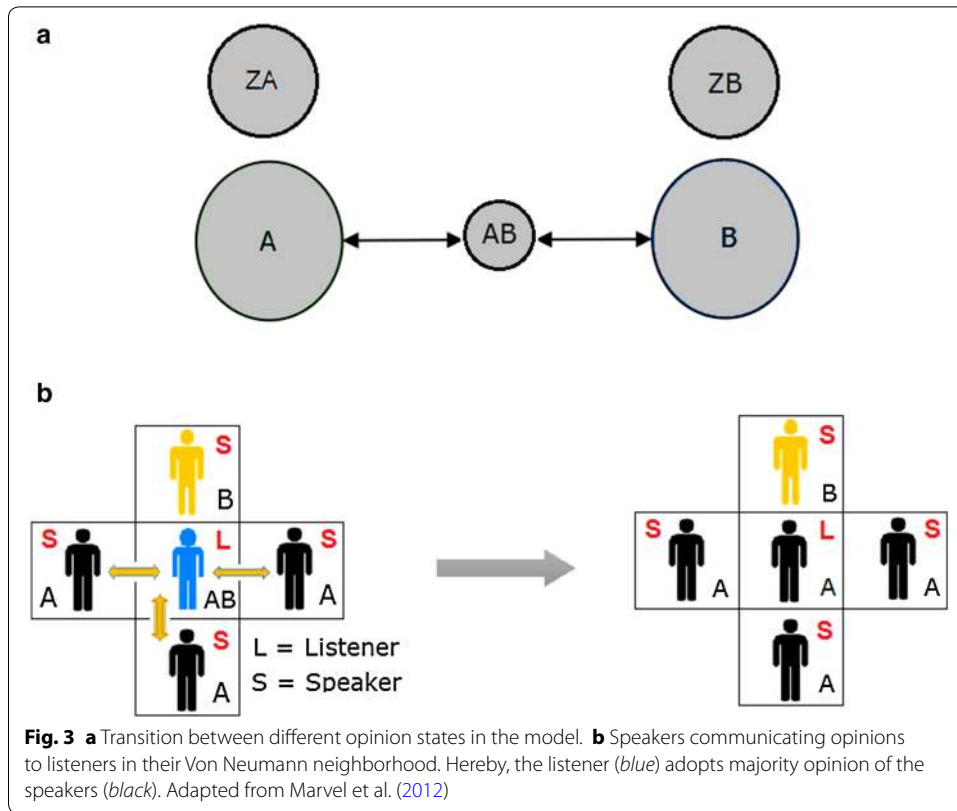 a
ZA ZB
A AB B
b
S S
B B
S L S S L S
A AB A A A A
S S
L = Listener
S = Speaker
A A
Fig. 3 a Transition between different opinion states in the model. b Speakers communicating opinions
to listeners in their Von Neumann neighborhood. Hereby, the listener (blue) adopts majority opinion of the
speakers (black). Adapted from Marvel et al. (2012)